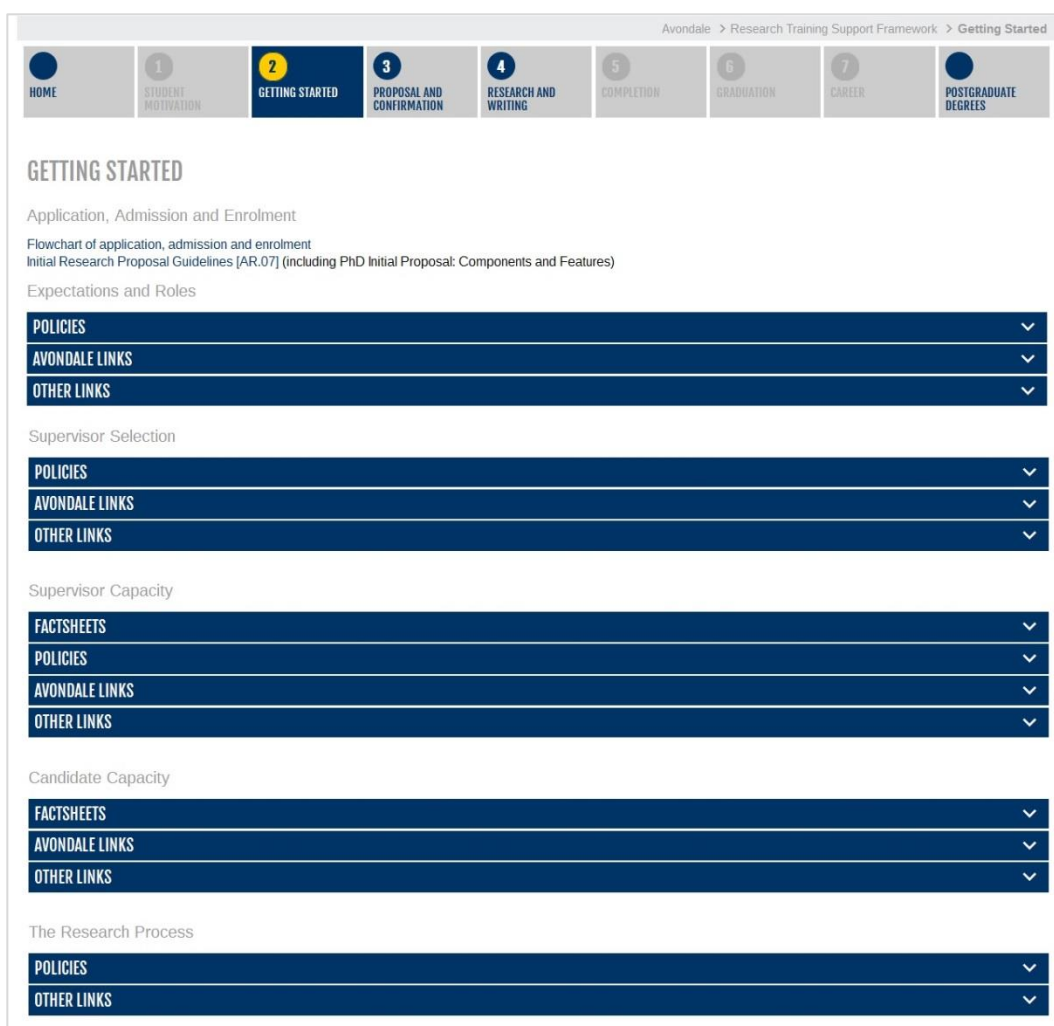 Avondale > Research Training Support Framework > Getting Started
HOME
1
STUDENT
MOTIVATION
2
GETTING STARTED
3
PROPOSAL AND
CONFIRMATION
4
RESEARCH AND
WRITING
5
COMPLETION
6
GRADUATION
7
CAREER
POSTGRADUATE
DEGREES
GETTING STARTED
Application, Admission and Enrolment
Flowchart of application, admission and enrolment
Initial Research Proposal Guidelines [AR.07] (including PhD Initial Proposal: Components and Features)
Expectations and Roles
POLICIES
AVONDALE LINKS
OTHER LINKS
Supervisor Selection
POLICIES
AVONDALE LINKS
OTHER LINKS
Supervisor Capacity
FACTSHEETS
POLICIES
AVONDALE LINKS
OTHER LINKS
Candidate Capacity
FACTSHEETS
AVONDALE LINKS
OTHER LINKS
The Research Process
POLICIES
OTHER LINKS